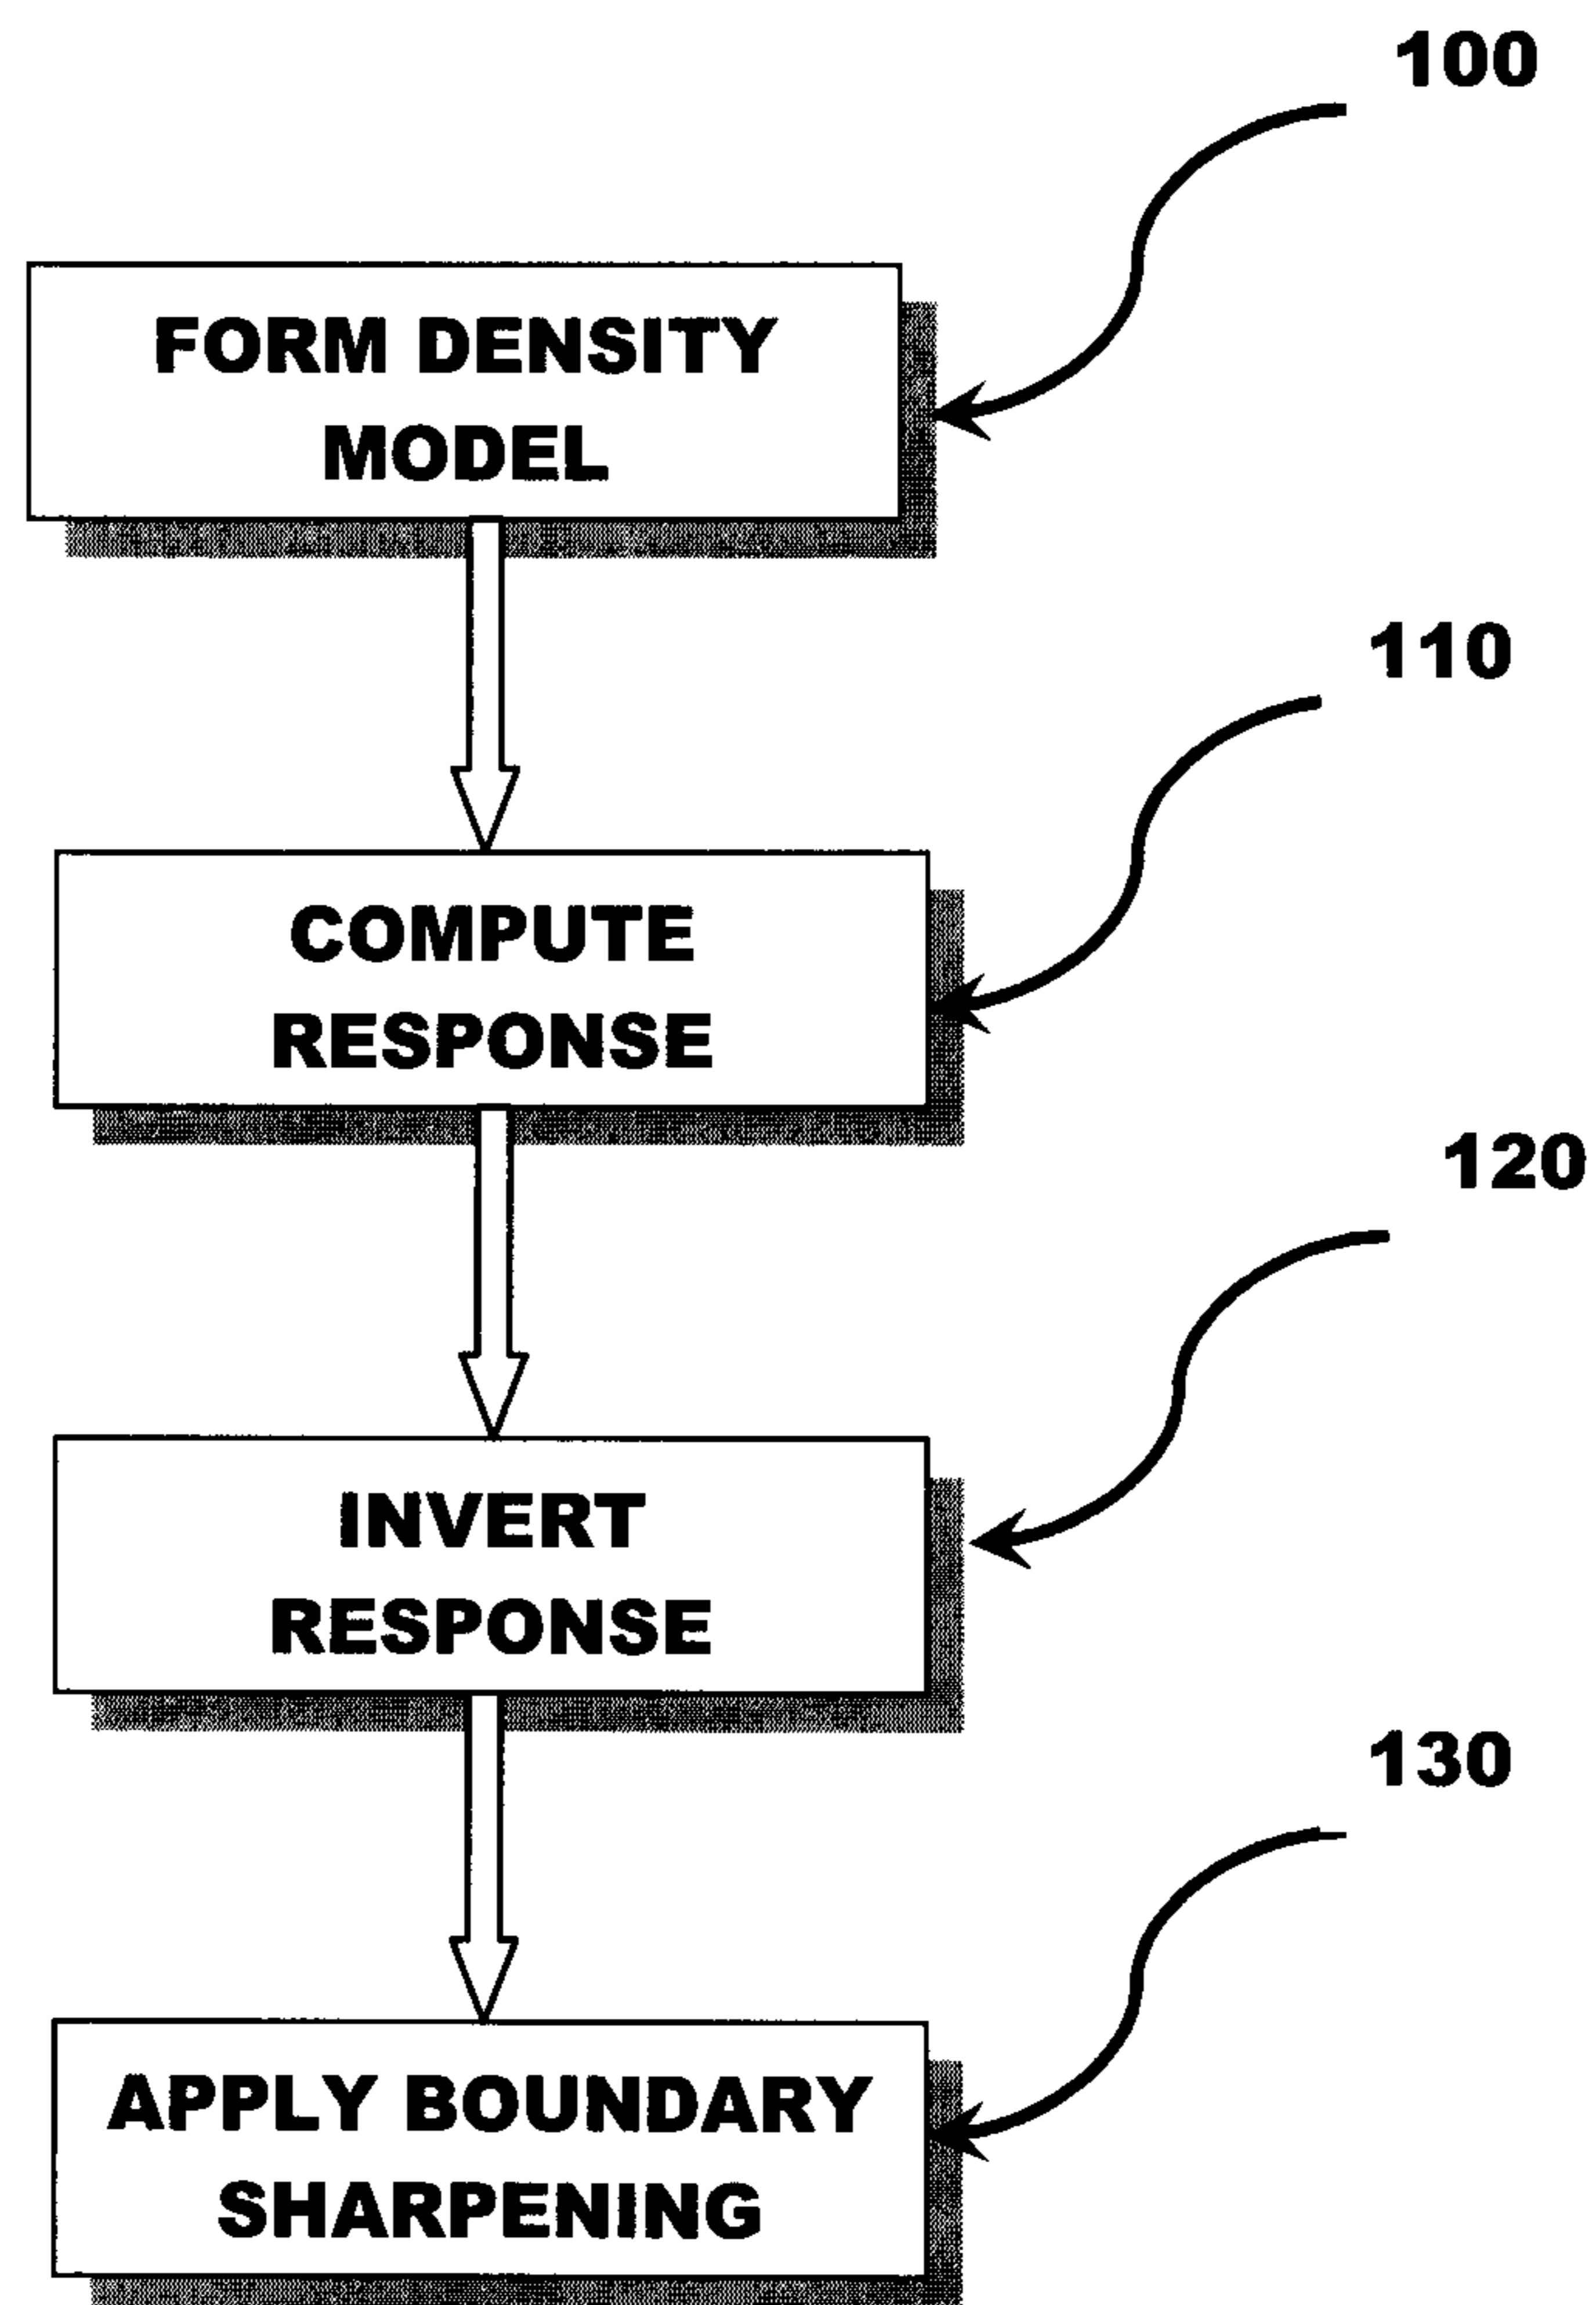 100
FORM DENSITY
MODEL
110
COMPUTE
RESPONSE
120
INVERT
RESPONSE
130
APPLY BOUNDARY
SHARPENING